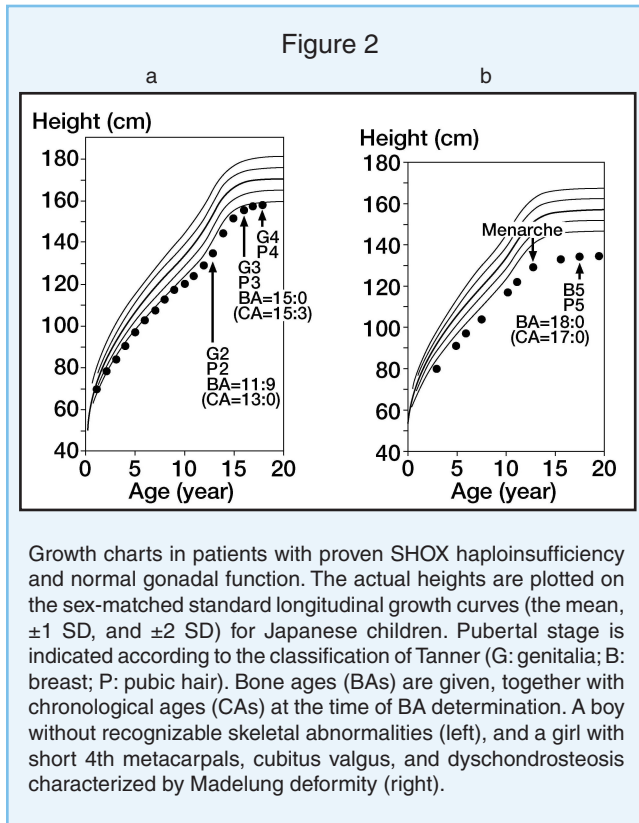 Figure 2
a
b
Height (cm)
180
160
140
120
100
80
60
40
0
5
10
15
20
Age (year)
G4
P4
G3
P3
BA=15:0
(CA=15:3)
G2
P2
BA=11:9
(CA=13:0)
Height (cm)
180
160
140
120
100
80
60
40
0
5
10
15
20
Age (year)
Menarche
B5
P5
BA=18:0
(CA=17:0)
Growth charts in patients with proven SHOX haploinsufficiency
and normal gonadal function. The actual heights are plotted on
the sex-matched standard longitudinal growth curves (the mean,
±1 SD, and ±2 SD) for Japanese children. Pubertal stage is
indicated according to the classification of Tanner (G: genitalia; B:
breast; P: pubic hair). Bone ages (BAs) are given, together with
chronological ages (CAs) at the time of BA determination. A boy
without recognizable skeletal abnormalities (left), and a girl with
short 4th metacarpals, cubitus valgus, and dyschondrosteosis
characterized by Madelung deformity (right).